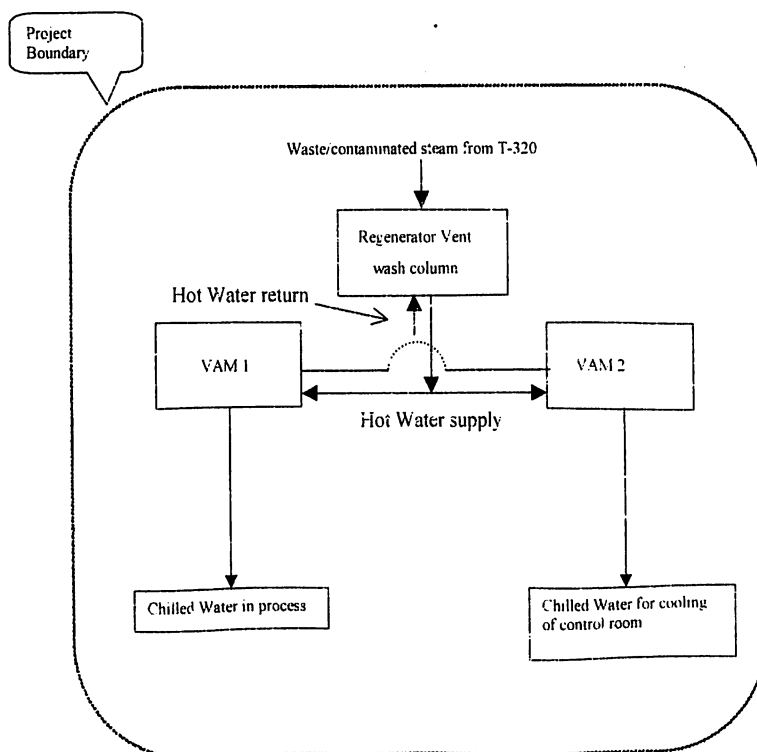 Project
Boundary
Waste/contaminated steam from T-320
Regenerator Vent
wash column
Hot Water return
VAM 1
VAM 2
Hot Water supply
Chilled Water in process
Chilled Water for cooling
of control room